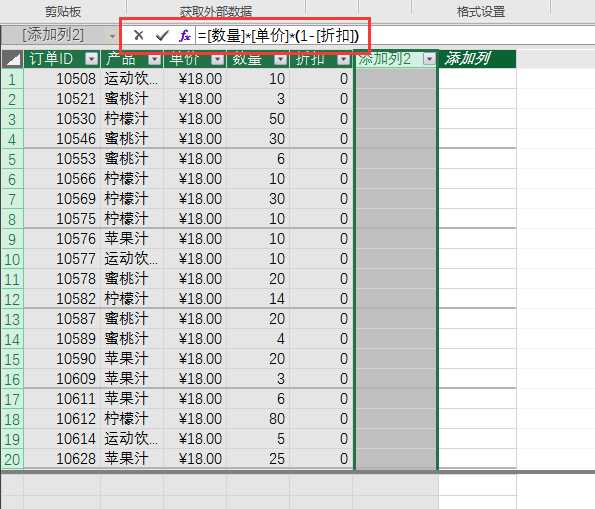 剪贴板 获取外部数据 格式设置
[添加列2] fx =[数量]*[单价]*(1-[折扣])
订单ID 产品 单价 数量 折扣 添加列2 添加列
1 10508 运动饮... ¥18.00 10 0
2 10521 蜜桃汁 ¥18.00 3 0
3 10530 柠檬汁 ¥18.00 50 0
4 10546 蜜桃汁 ¥18.00 30 0
5 10553 蜜桃汁 ¥18.00 6 0
6 10566 柠檬汁 ¥18.00 10 0
7 10569 柠檬汁 ¥18.00 30 0
8 10575 柠檬汁 ¥18.00 10 0
9 10576 苹果汁 ¥18.00 10 0
10 10577 运动饮... ¥18.00 10 0
11 10578 蜜桃汁 ¥18.00 20 0
12 10582 柠檬汁 ¥18.00 14 0
13 10587 蜜桃汁 ¥18.00 20 0
14 10589 蜜桃汁 ¥18.00 4 0
15 10590 苹果汁 ¥18.00 20 0
16 10609 苹果汁 ¥18.00 3 0
17 10611 苹果汁 ¥18.00 6 0
18 10612 柠檬汁 ¥18.00 80 0
19 10614 运动饮... ¥18.00 5 0
20 10628 苹果汁 ¥18.00 25 0